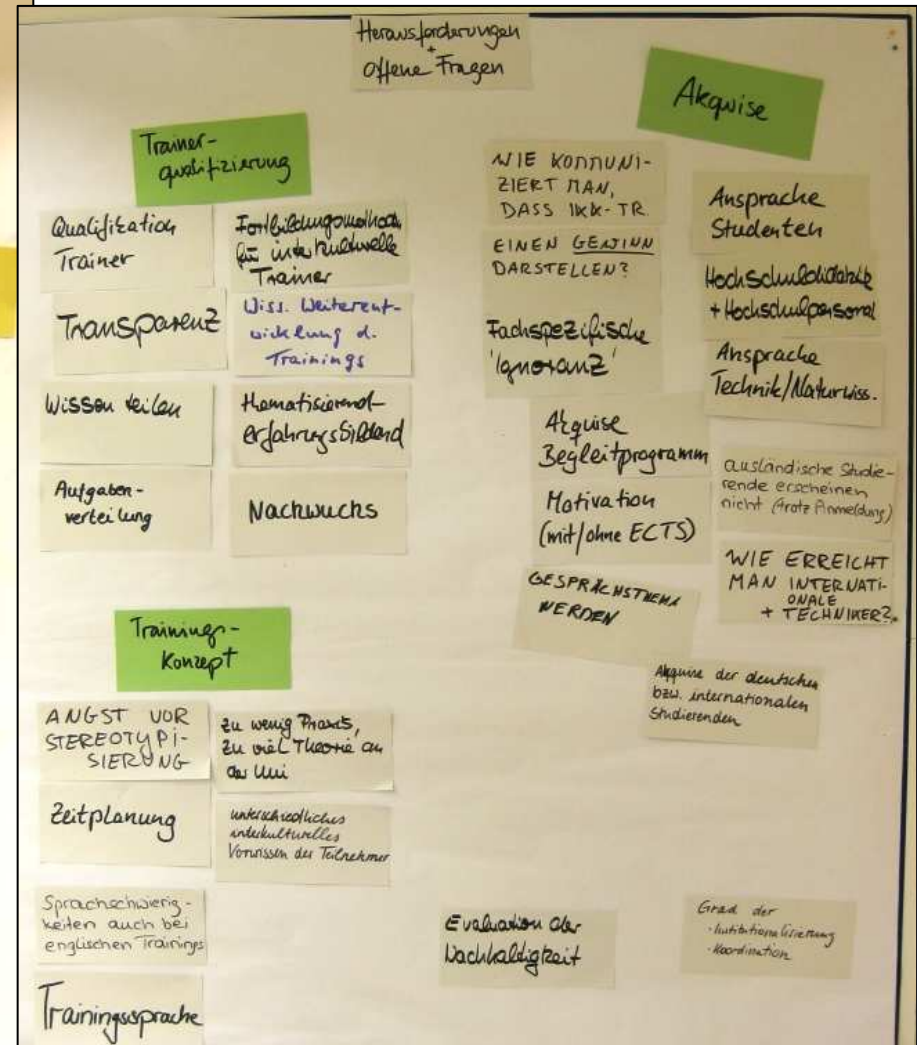 Herausforderungen
+
offene Fragen
Trainer-
qualifizierung
Qualifikation
Trainer
Fortbildungsmethoden
für interkulturelle
Trainer
Transparenz
Wiss. Weiterent-
wicklung d.
Trainings
Wissen teilen
thematisierend-
erfahrungsbildend
Aufgaben-
verteilung
Nachwuchs
Trainings-
Konzept
ANGST VOR
STEREOTYPI-
SIERUNG
zu wenig Praxis,
zu viel Theorie an
der Uni
Zeitplanung
unterschiedliches
interkulturelles
Vorwissen der Teilnehmer
Sprachschwierig-
keiten auch bei
englischen Trainings
Trainingssprache
Akquise
WIE KOMMUNI-
ZIERT MAN,
DASS IKK-TR.
EINEN GEWINN
DARSTELLEN?
Ansprache
Studenten
Hochschuldidaktik
+ Hochschulpersonal
Fachspezifische
'Ignoranz'
Ansprache
Technik/Naturwiss.
Akquise
Begleitprogramm
ausländische Studie-
rende erscheinen
nicht (trotz Anmeldung)
Motivation
(mit/ohne ECTS)
WIE ERREICHT
MAN INTERNATI-
ONALE
+ TECHNIKER?
GESPRÄCHSTHEMA
WERDEN
Akquise der deutschen
bzw. internationalen
Studierenden
Evaluation der
Nachhaltigkeit
Grad der
· Institutionalisierung
· Koordination